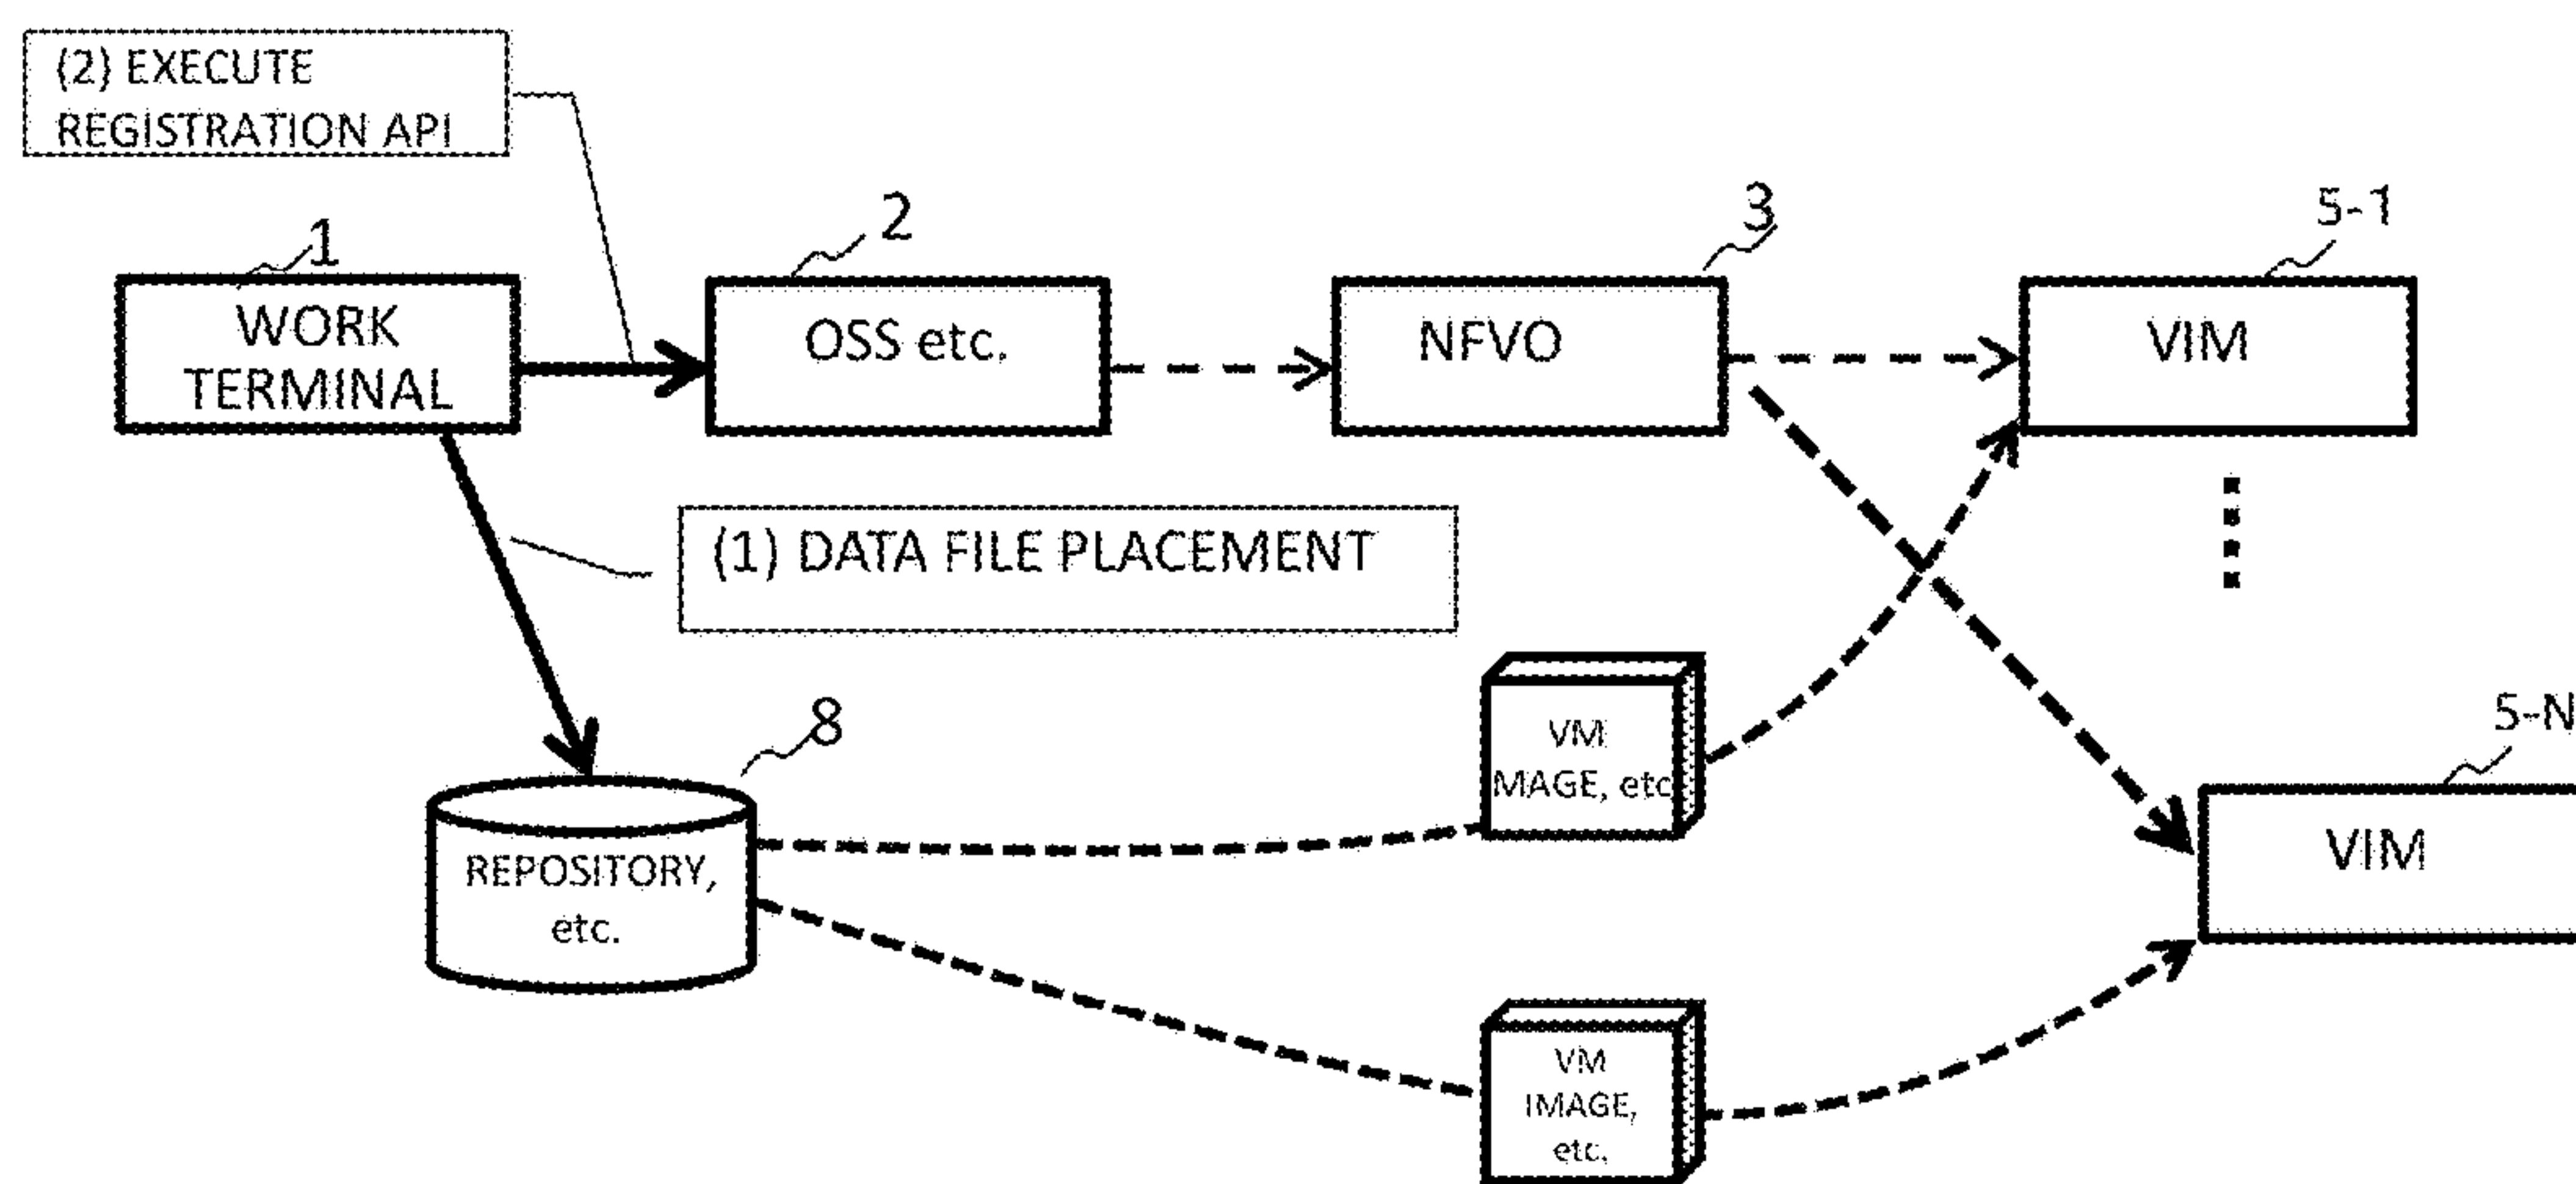 (2) EXECUTE
REGISTRATION API
1
2
3
5-1
WORK
TERMINAL
OSS etc.
NFVO
VIM
(1) DATA FILE PLACEMENT
8
VM
MAGE, etc
5-N
REPOSITORY,
etc.
VIM
VM
IMAGE,
etc.